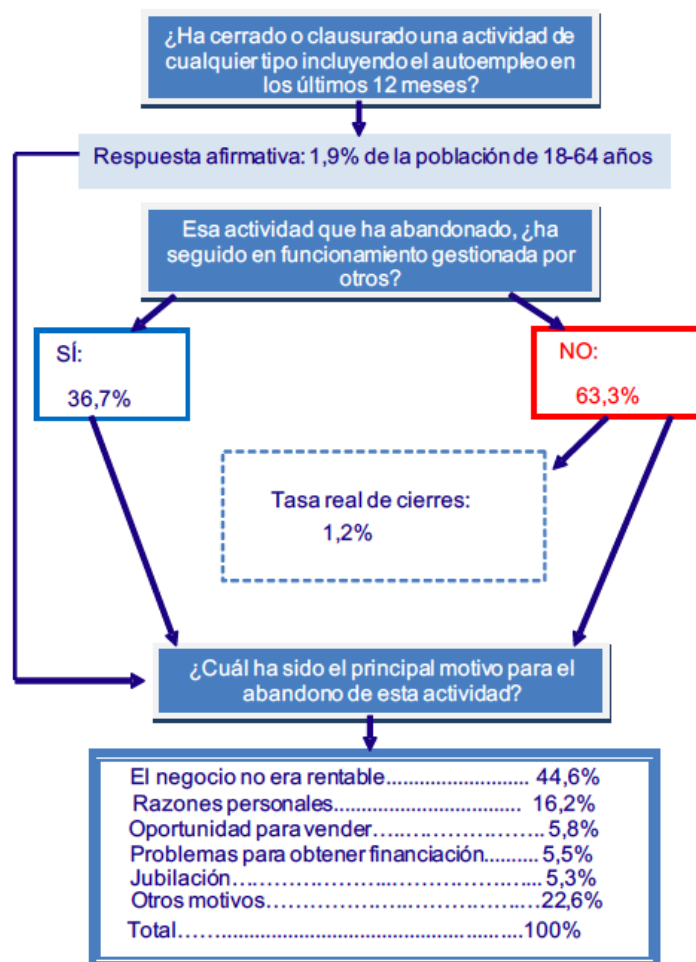 ¿Ha cerrado o clausurado una actividad de
cualquier tipo incluyendo el autoempleo en
los últimos 12 meses?
Respuesta afirmativa: 1,9% de la población de 18-64 años
Esa actividad que ha abandonado, ¿ha
seguido en funcionamiento gestionada por
otros?
SÍ:
36,7%
NO:
63,3%
Tasa real de cierres:
1,2%
¿Cuál ha sido el principal motivo para el
abandono de esta actividad?
El negocio no era rentable.......................... 44,6%
Razones personales................................. 16,2%
Oportunidad para vender….…..……………….. 5,8%
Problemas para obtener financiación.......... 5,5%
Jubilación……………….…...……………….…... 5,3%
Otros motivos…………………..……………….…..22,6%
Total…….....................................................100%